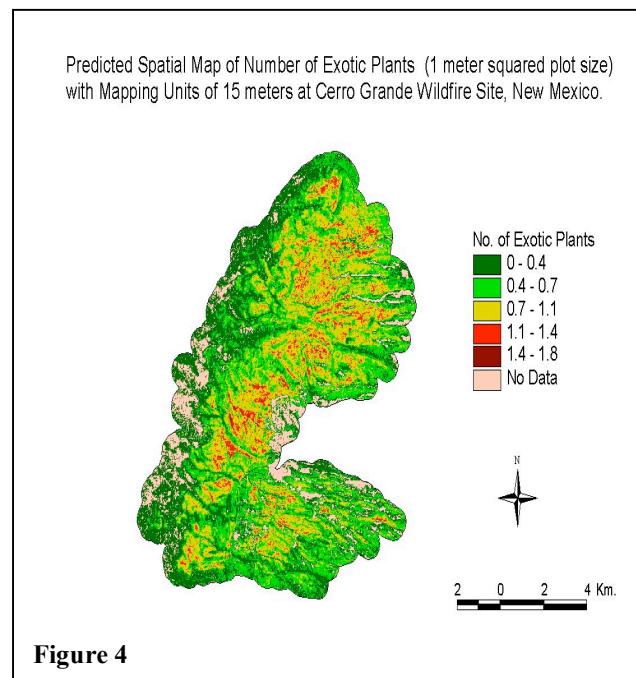 Predicted Spatial Map of Number of Exotic Plants (1 meter squared plot size)
with Mapping Units of 15 meters at Cerro Grande Wildfire Site, New Mexico.
No. of Exotic Plants
0 - 0.4
0.4 - 0.7
0.7 - 1.1
1.1 - 1.4
1.4 - 1.8
No Data
N
2 0 2 4 Km.
Figure 4